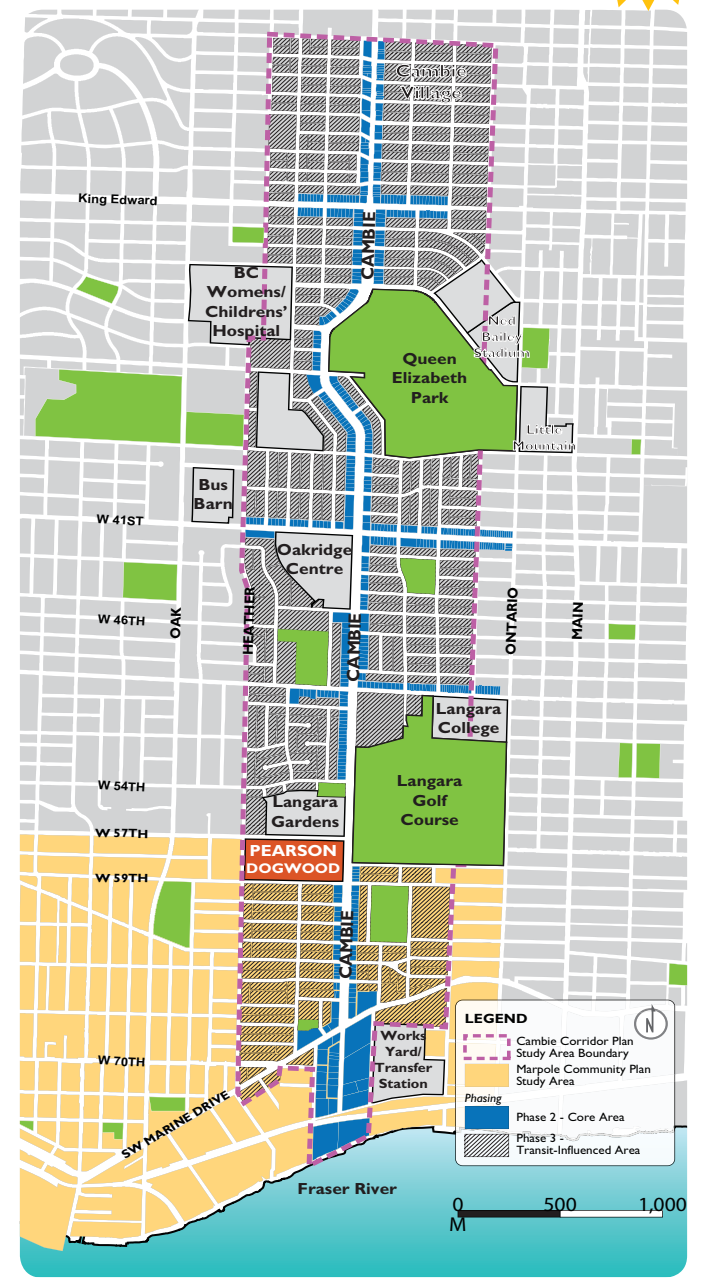 Cambie
Village
King Edward
CAMBIE
BC
Womens/
Childrens'
Hospital
Ned
Bailey
Stadium
Queen
Elizabeth
Park
Little
Mountain
Bus
Barn
W 41ST
Oakridge
Centre
W 46TH
OAK
HEATHER
CAMBIE
ONTARIO
MAIN
Langara
College
W 54TH
Langara
Golf
Course
Langara
Gardens
W 57TH
PEARSON
DOGWOOD
W 59TH
CAMBIE
LEGEND
N
Cambie Corridor Plan
Study Area Boundary
Marpole Community Plan
Study Area
Phasing
Phase 2 - Core Area
Phase 3 -
Transit-Influenced Area
Works
Yard/
Transfer
Station
W 70TH
SW MARINE DRIVE
Fraser River
0 500 1,000
M